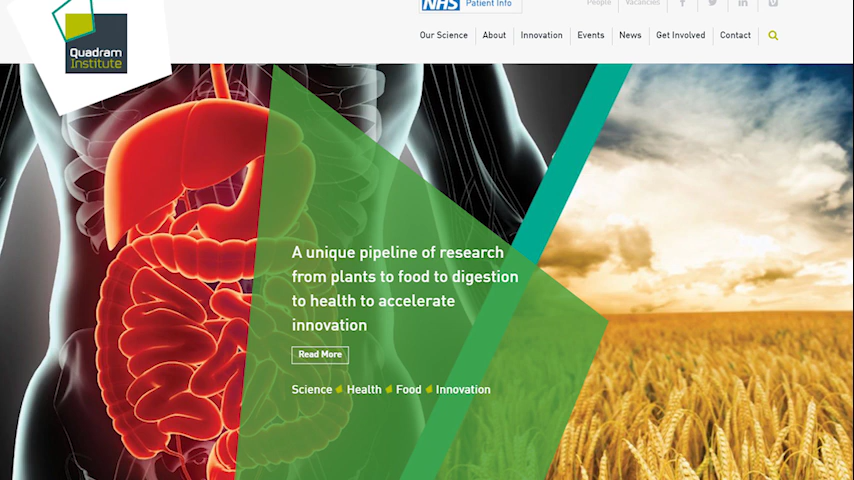 NHS Patient Info
People Vacancies
Quadram
Institute
Our Science About Innovation Events News Get Involved Contact
A unique pipeline of research
from plants to food to digestion
to health to accelerate
innovation
Read More
Science Health Food Innovation